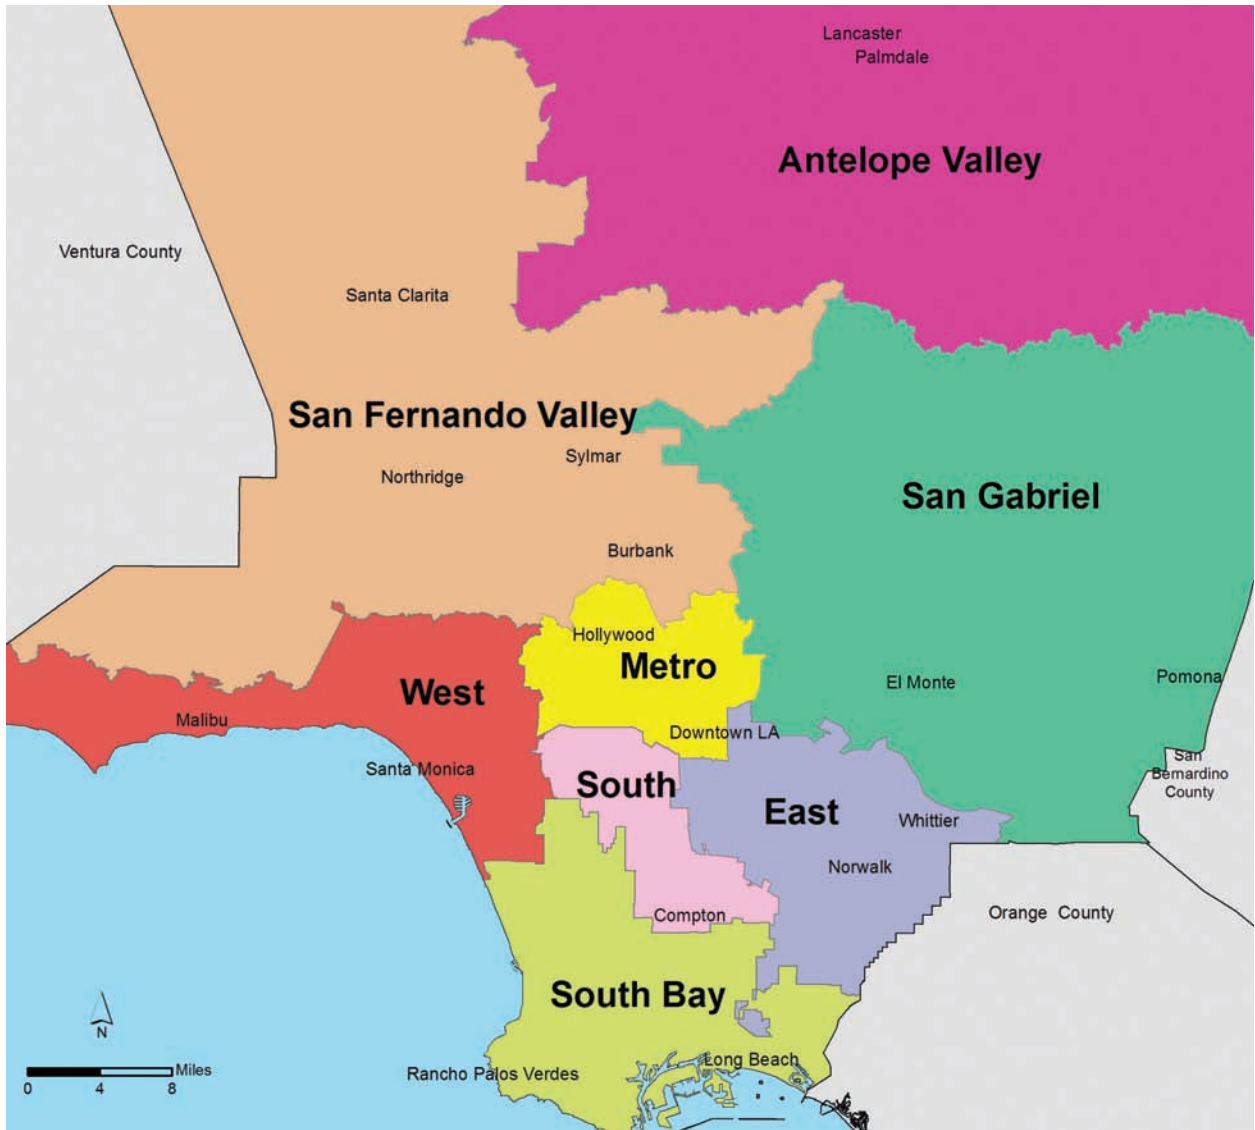 Lancaster
Palmdale
Antelope Valley
Ventura County
Santa Clarita
San Fernando Valley
Sylmar
Northridge
San Gabriel
Burbank
Hollywood
Metro
El Monte
Pomona
West
Malibu
Downtown LA
Santa Monica
San
Bernardino
County
South
East
Whittier
Norwalk
Compton
Orange County
South Bay
N
Long Beach
Rancho Palos Verdes
Miles
0 4 8